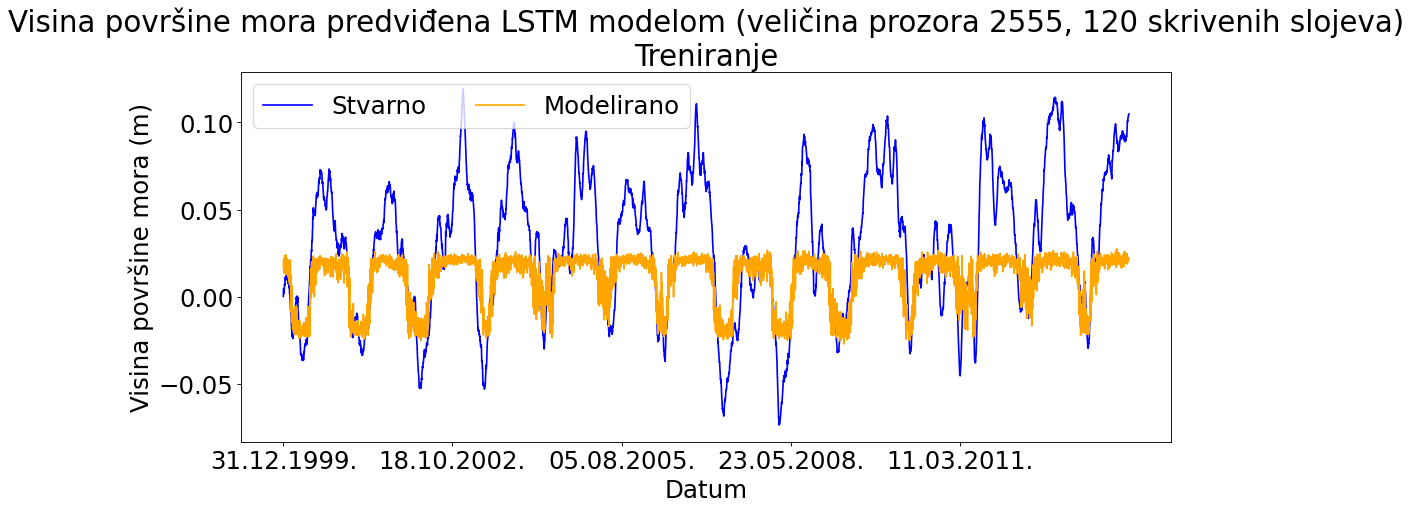 Visina površine mora predviđena LSTM modelom (veličina prozora 2555, 120 skrivenih slojeva)
Treniranje
Stvarno
Modelirano
Visina površine mora (m)
0.10
0.05
0.00
−0.05
31.12.1999.
18.10.2002.
05.08.2005.
23.05.2008.
11.03.2011.
Datum